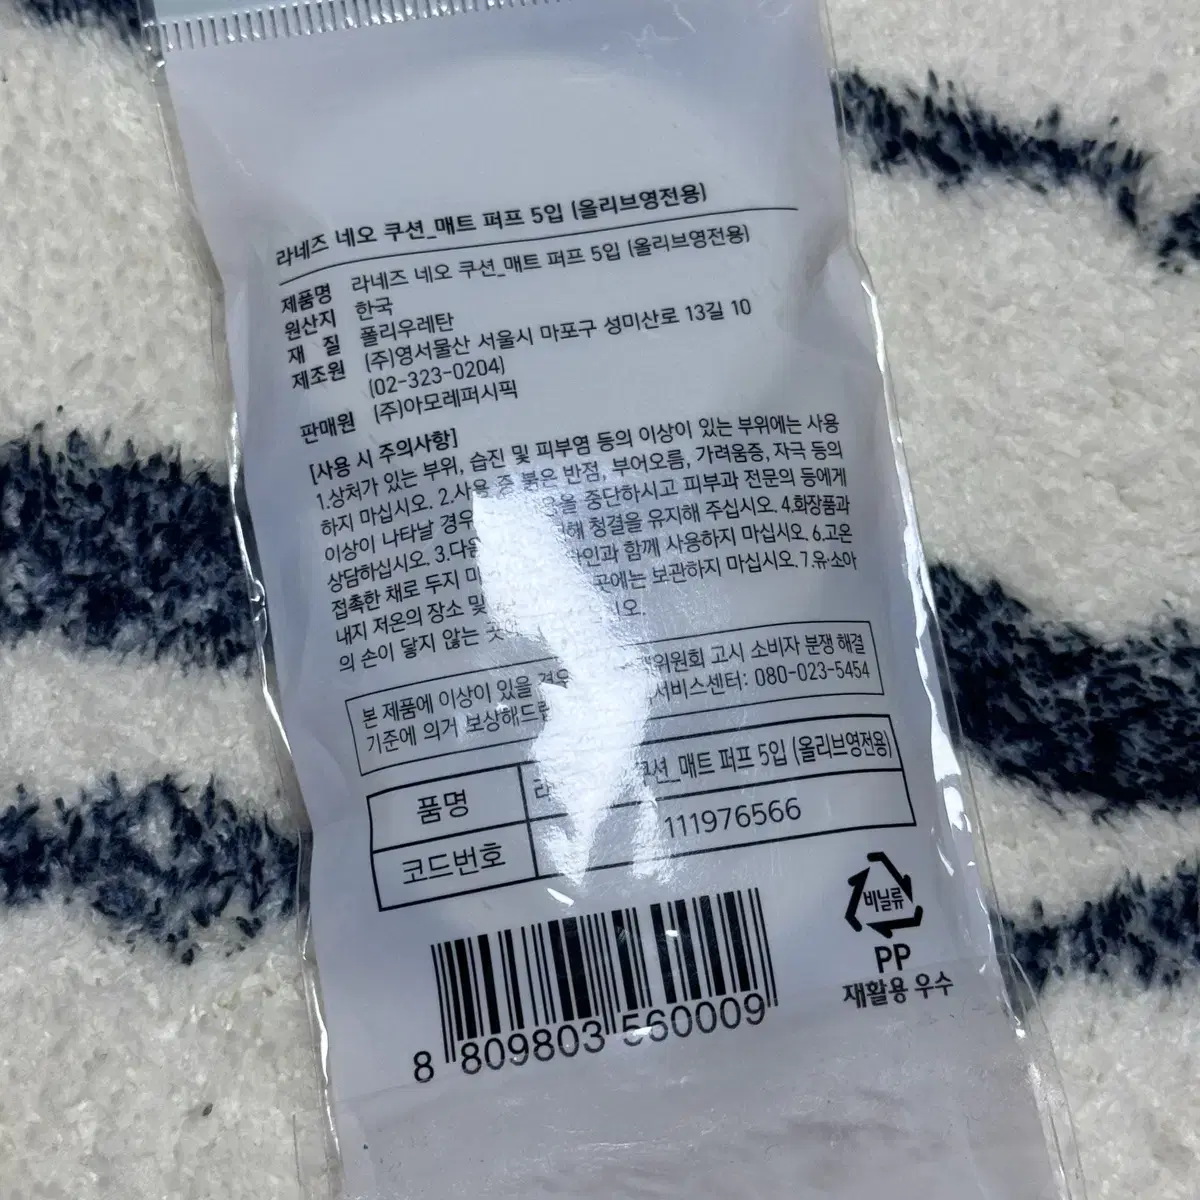 라네즈 네오 쿠션_매트 퍼프 5입 (올리브영전용)
제품명 라네즈 네오 쿠션_매트 퍼프 5입 (올리브영전용)
원산지 한국
재 질 폴리우레탄
제조원 (주)영서물산 서울시 마포구 성미산로 13길 10
(02-323-0204)
판매원 (주)아모레퍼시픽
[사용 시 주의사항]
1.상처가 있는 부위, 습진 및 피부염 등의 이상이 있는 부위에는 사용
하지 마십시오. 2.사용 중 붉은 반점, 부어오름, 가려움증, 자극 등의
이상이 나타날 경우 중단하시고 피부과 전문의 등에게
상담하십시오. 3.다음 청결을 유지해 주십시오. 4.화장품과
접촉한 채로 두지 함께 사용하지 마십시오. 6.고온
내지 저온의 장소 및 보관하지 마십시오. 7.유·소아
의 손이 닿지 않는
본 제품에 이상이 있을 경우 고시 소비자 분쟁 해결
기준에 의거 보상해드립 080-023-5454
품명 쿠션_매트 퍼프 5입 (올리브영전용)
코드번호 111976566
비닐류
PP
재활용 우수
8 809803 560009